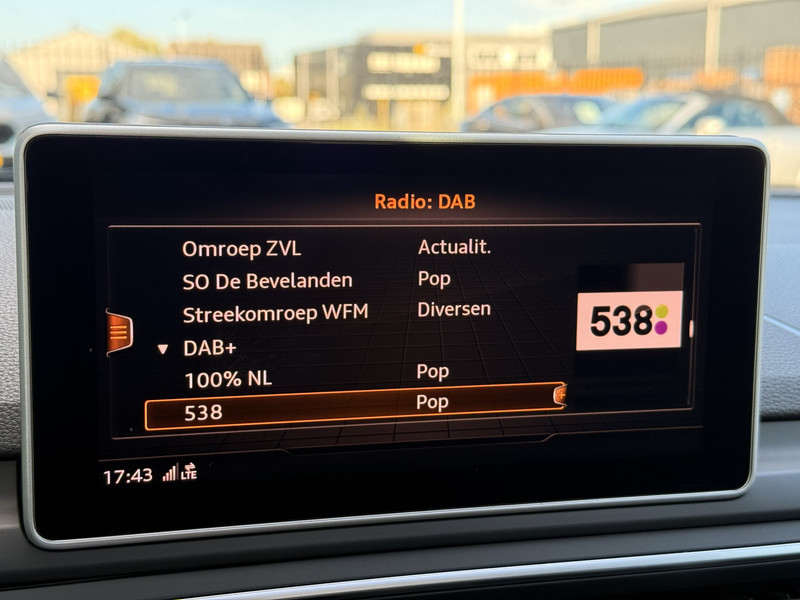 Radio: DAB
Omroep ZVL Actualit.
SO De Bevelanden Pop
Streekomroep WFM Diversen
DAB+
100% NL Pop
538 Pop
538
17:43 LTE